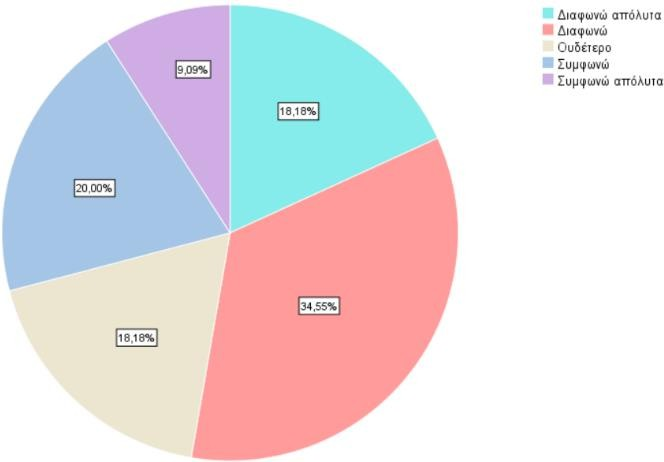 Διαφωνώ απόλυτα
Διαφωνώ
Ουδέτερο
Συμφωνώ
Συμφωνώ απόλυτα
9,09%
18,18%
20,00%
34,55%
18,18%